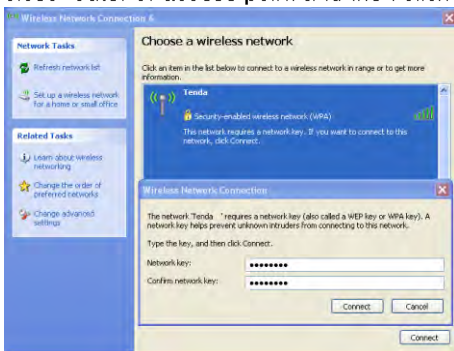 Wireless Network Connection 6
Network Tasks
Refresh network list
Set up a wireless network
for a home or small office
Related Tasks
Learn about wireless
networking
Change the order of
preferred networks
Change advanced
settings
Choose a wireless network
Click an item in the list below to connect to a wireless network in range or to get more
information.
Tenda
Security-enabled wireless network (WPA)
This network requires a network key. If you want to connect to this
network, click Connect.
Wireless Network Connection
The network 'Tenda ' requires a network key (also called a WEP key or WPA key). A
network key helps prevent unknown intruders from connecting to this network.
Type the key, and then click Connect.
Network key: ●●●●●●●●
Confirm network key: ●●●●●●●●
Connect Cancel
Connect